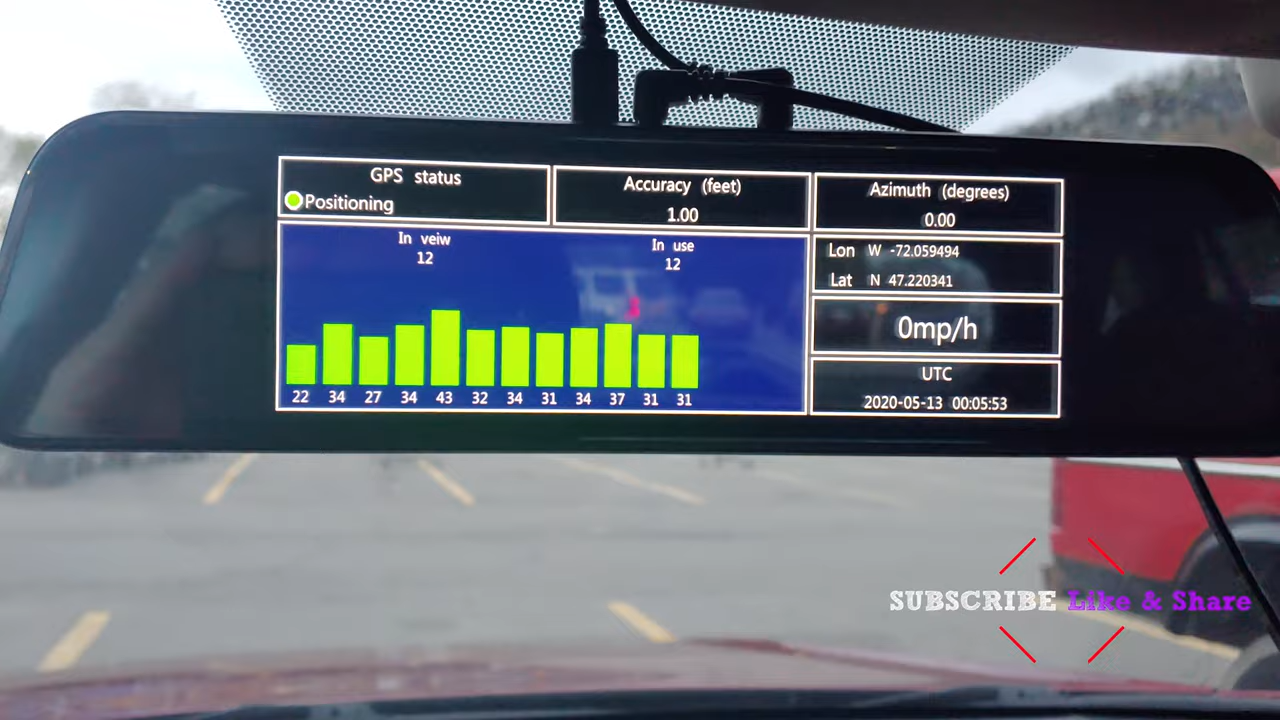 GPS status
Positioning
Accuracy (feet)
1.00
Azimuth (degrees)
0.00
In veiw
12
In use
12
22 34 27 34 43 32 34 31 34 37 31 31
Lon W -72.059494
Lat N 47.220341
0mp/h
UTC
2020-05-13 00:05:53
SUBSCRIBE Like & Share